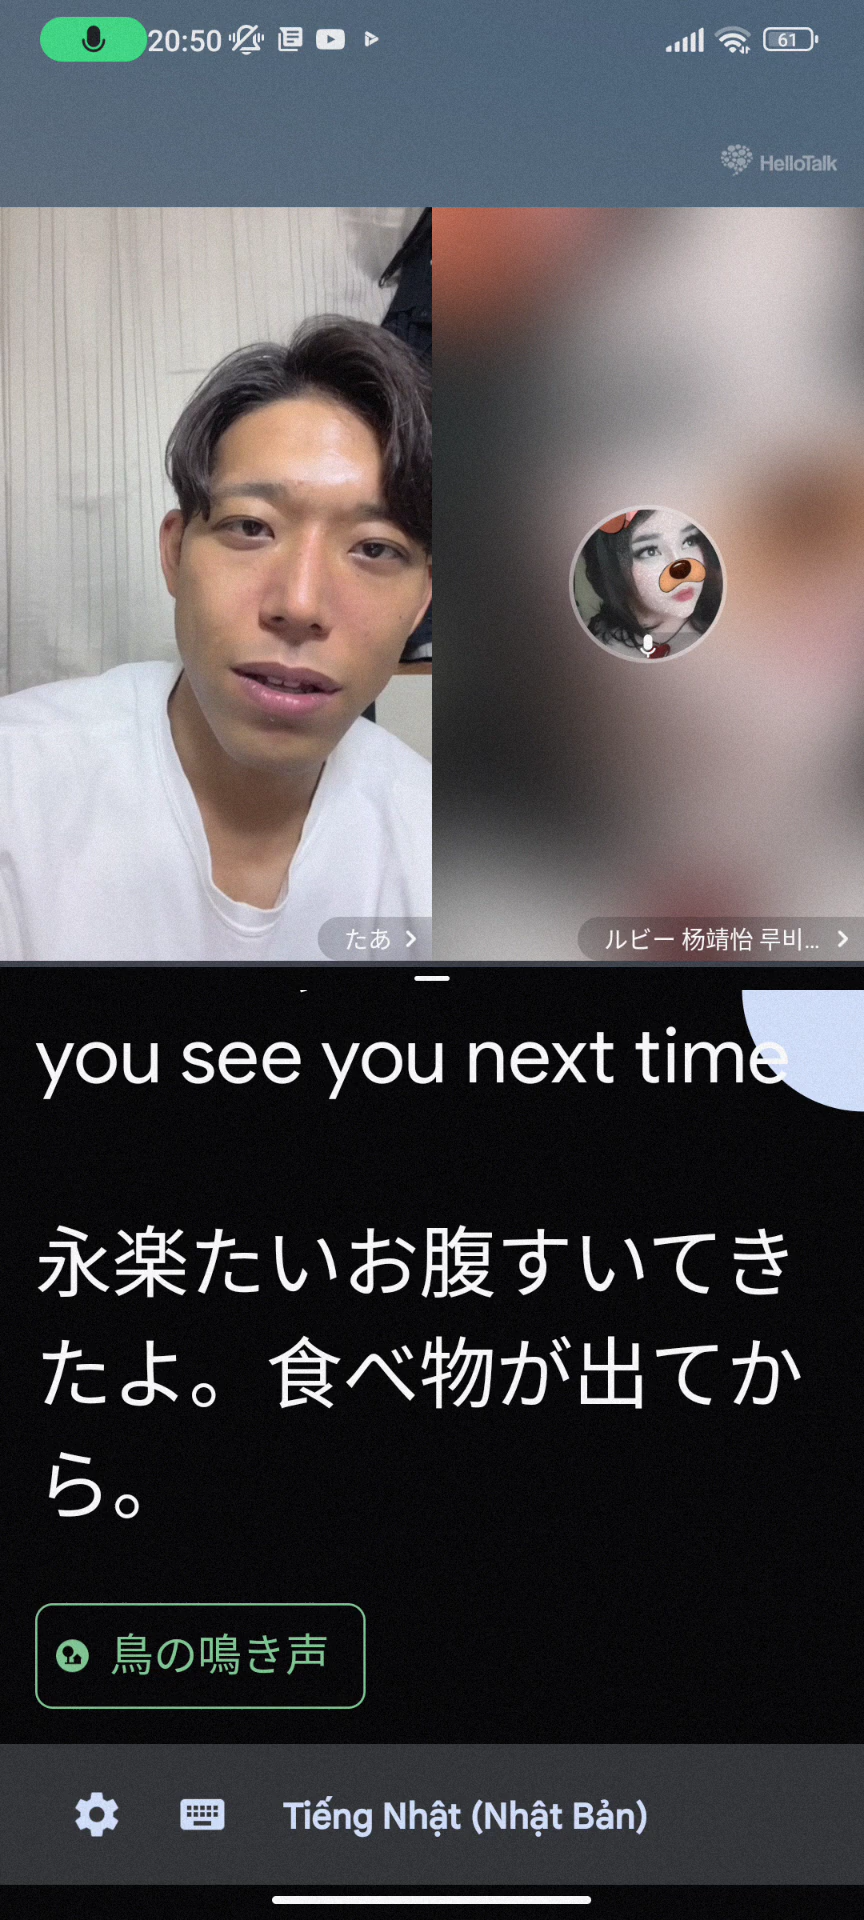 20:50
61
HelloTalk
たあ
ルビー 杨靖怡 루비...
you see you next time
永楽たいお腹すいてき
たよ。食べ物が出てか
ら。
鳥の鳴き声
Tiếng Nhật (Nhật Bản)